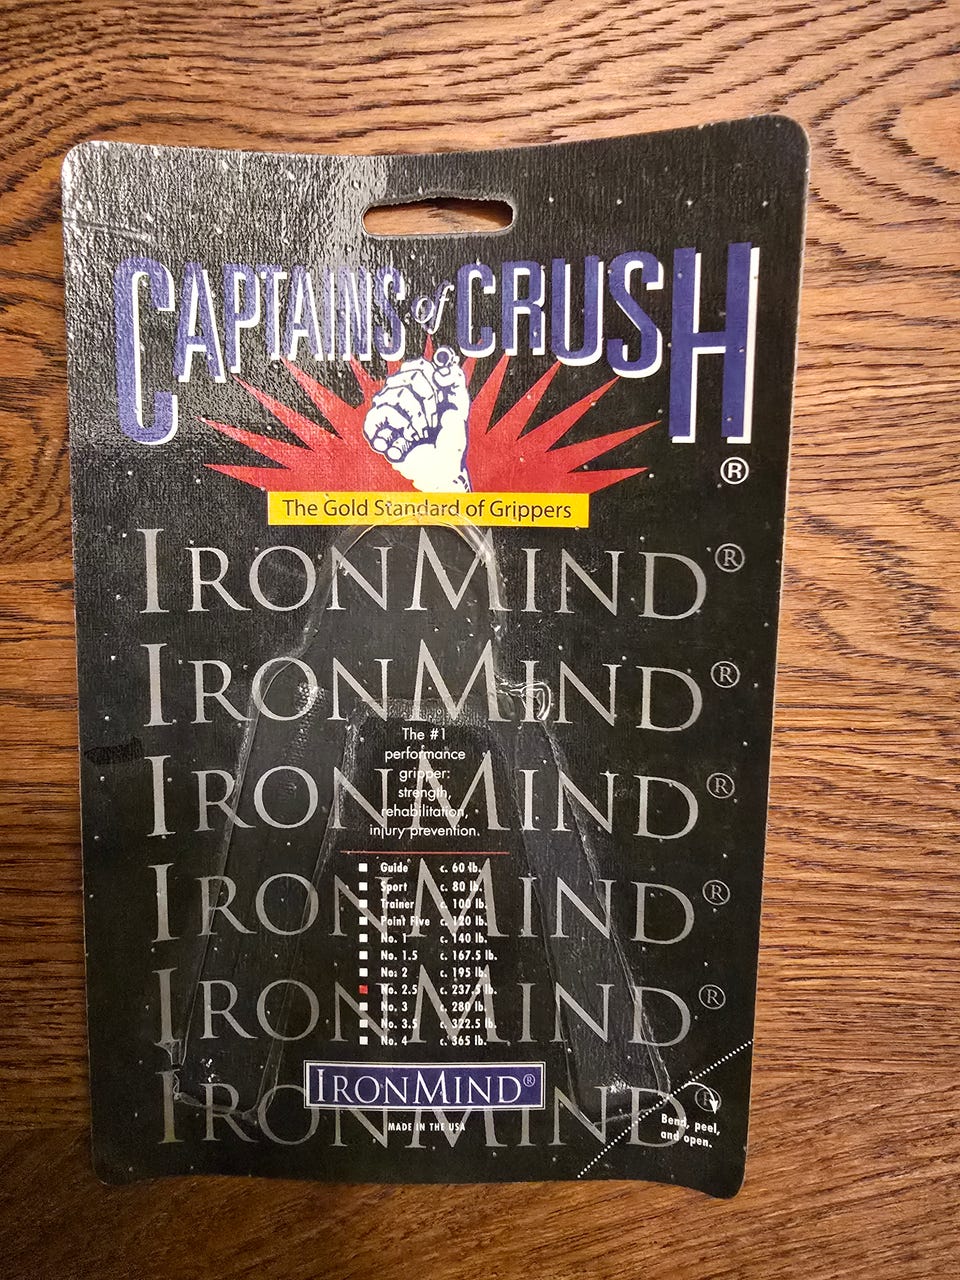 CAPTAINS of CRUSH
®
The Gold Standard of Grippers
IRONMIND®
IRONMIND®
The #1
performance
gripper:
strength,
rehabilitation,
injury prevention.
IRONMIND®
Guide c. 60 lb.
Sport c. 80 lb.
Trainer c. 100 lb.
Point Five c. 120 lb.
No. 1 c. 140 lb.
No. 1.5 c. 167.5 lb.
No. 2 c. 195 lb.
No. 2.5 c. 237.5 lb.
No. 3 c. 280 lb.
No. 3.5 c. 322.5 lb.
No. 4 c. 365 lb.
IRONMIND®
IRONMIND®
IRONMIND®
MADE IN THE USA
IRONMIND®
Bend, peel,
and open.